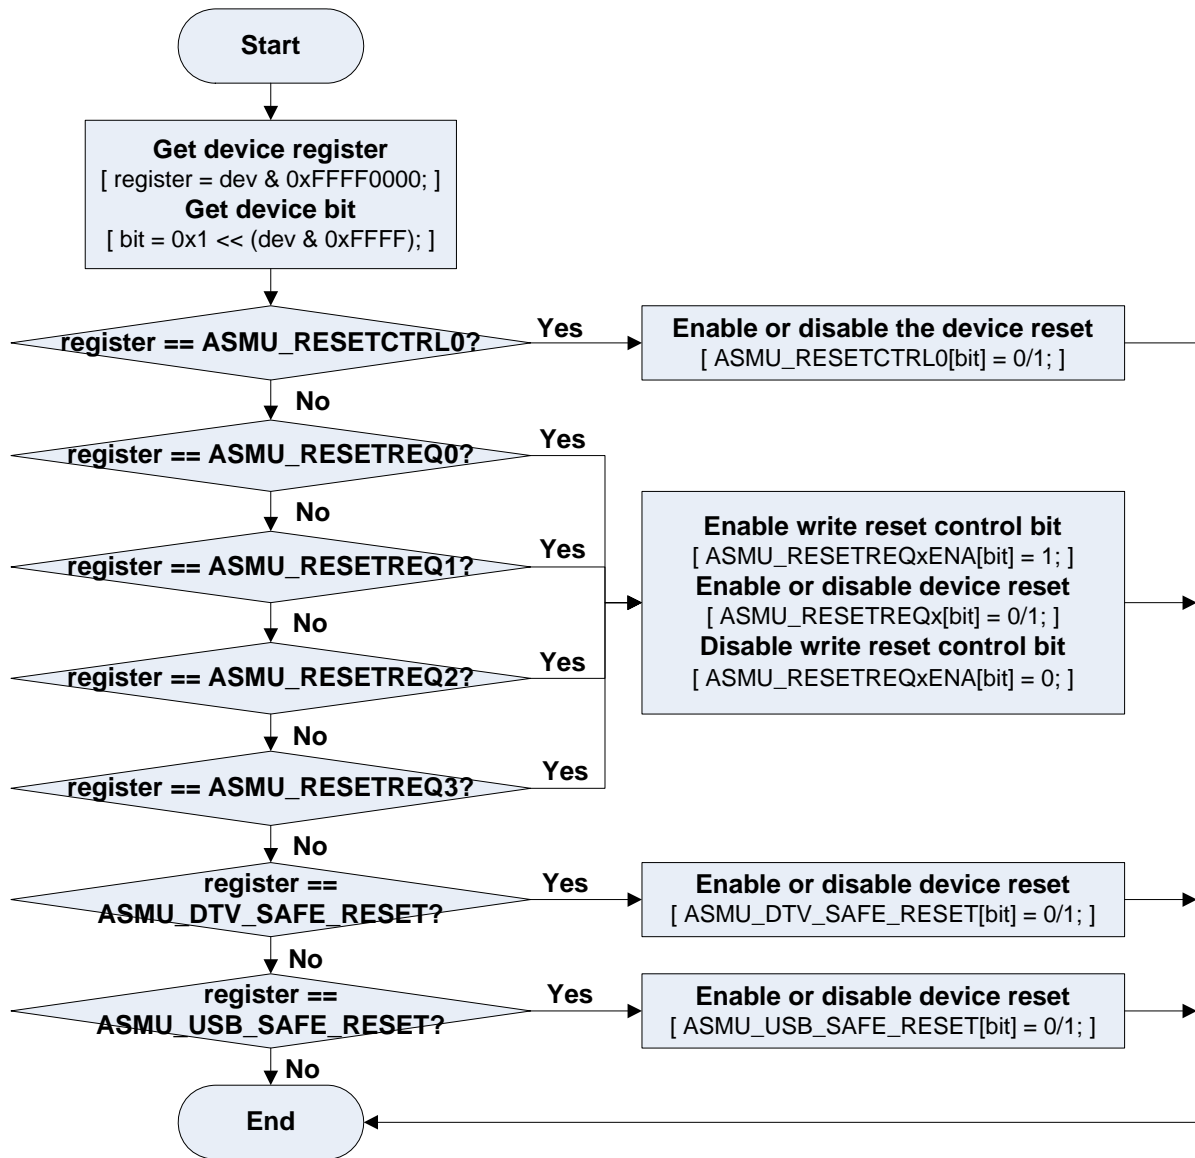 Start
Get device register
[ register = dev & 0xFFFF0000; ]
Get device bit
[ bit = 0x1 << (dev & 0xFFFF); ]
register == ASMU_RESETCTRL0?
Yes
Enable or disable the device reset
[ ASMU_RESETCTRL0[bit] = 0/1; ]
No
register == ASMU_RESETREQ0?
Yes
No
register == ASMU_RESETREQ1?
Yes
Enable write reset control bit
[ ASMU_RESETREQxENA[bit] = 1; ]
Enable or disable device reset
[ ASMU_RESETREQx[bit] = 0/1; ]
Disable write reset control bit
[ ASMU_RESETREQxENA[bit] = 0; ]
No
register == ASMU_RESETREQ2?
Yes
No
register == ASMU_RESETREQ3?
Yes
No
register ==
ASMU_DTV_SAFE_RESET?
Yes
Enable or disable device reset
[ ASMU_DTV_SAFE_RESET[bit] = 0/1; ]
No
register ==
ASMU_USB_SAFE_RESET?
Yes
Enable or disable device reset
[ ASMU_USB_SAFE_RESET[bit] = 0/1; ]
No
End